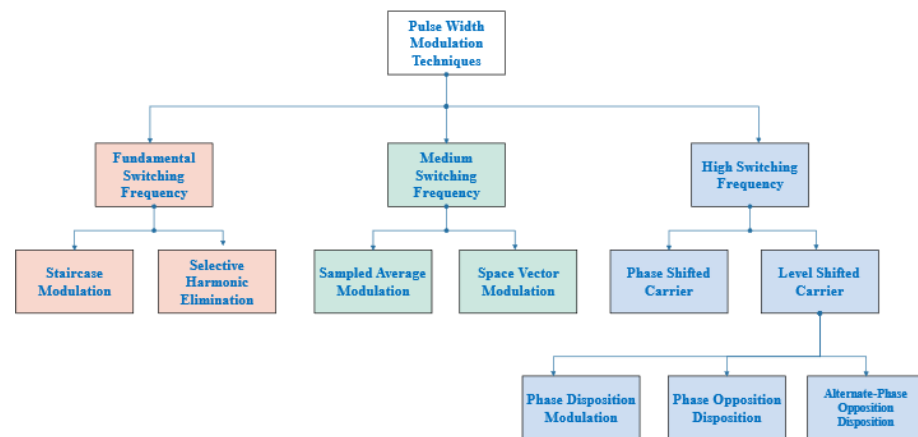 Pulse Width
Modulation
Techniques
Fundamental
Switching
Frequency
Medium
Switching
Frequency
High Switching
Frequency
Staircase
Modulation
Selective
Harmonic
Elimination
Sampled Average
Modulation
Space Vector
Modulation
Phase Shifted
Carrier
Level Shifted
Carrier
Phase Disposition
Modulation
Phase Opposition
Disposition
Alternate-Phase
Opposition
Disposition